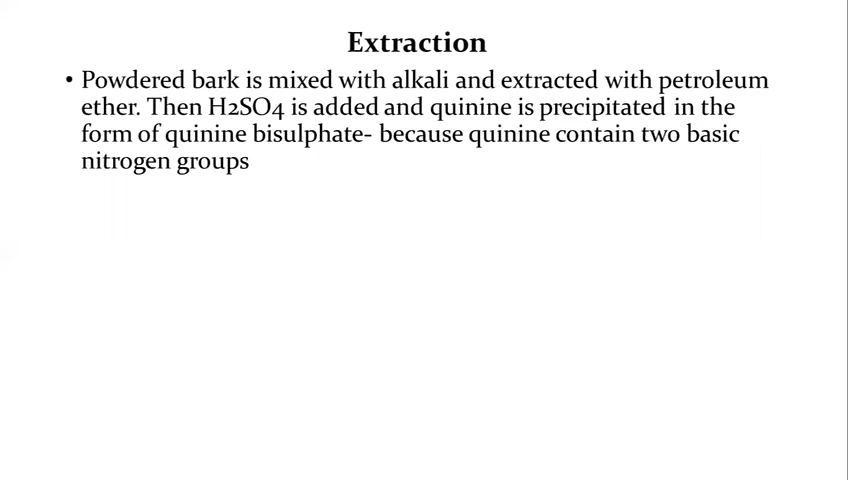 Extraction
• Powdered bark is mixed with alkali and extracted with petroleum
ether. Then H2SO4 is added and quinine is precipitated in the
form of quinine bisulphate- because quinine contain two basic
nitrogen groups